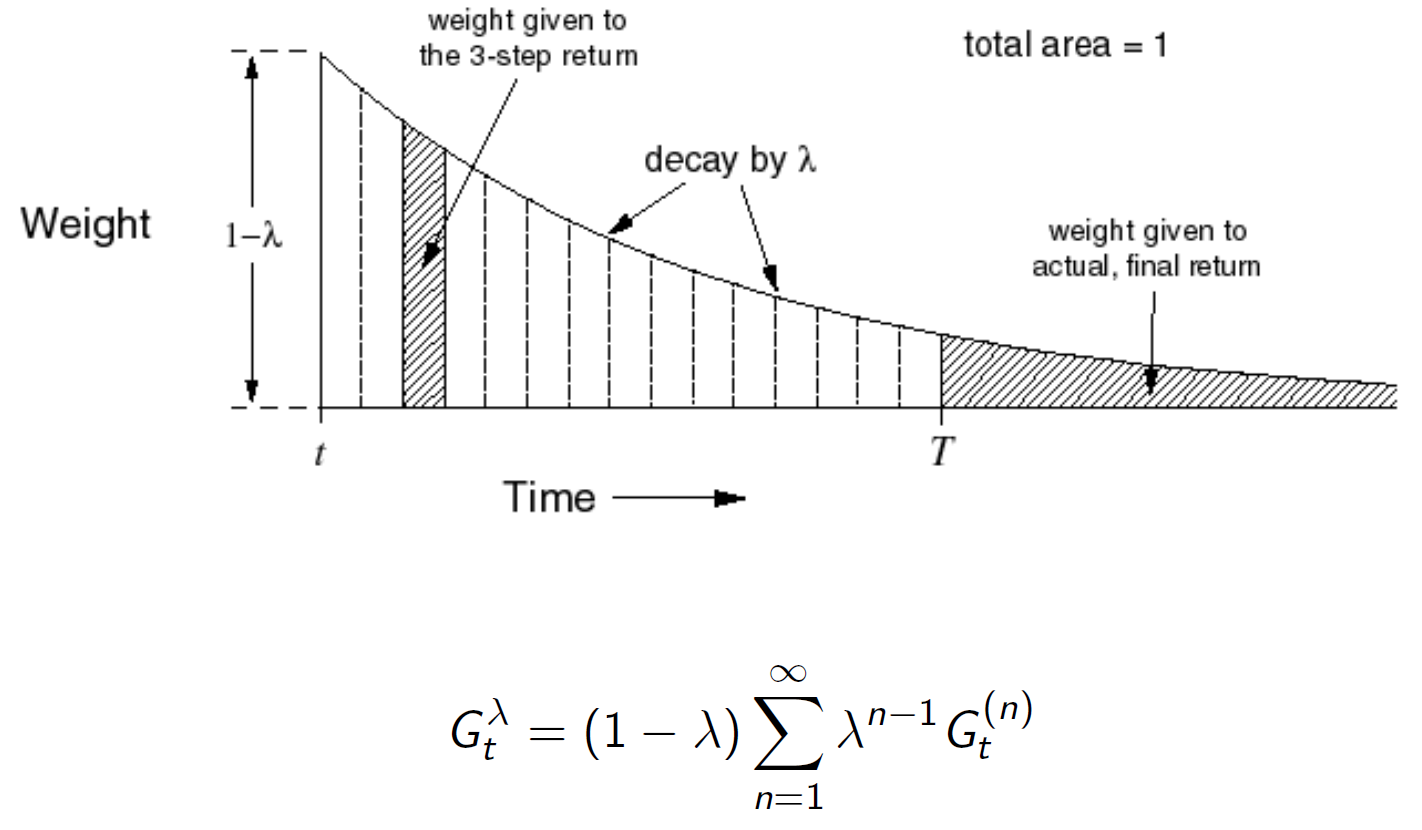 weight given to
the 3-step return
total area = 1
decay by λ
Weight
1−λ
weight given to
actual, final return
t
T
Time
G_t^λ = (1 − λ) ∑_{n=1}^{∞} λ^{n−1} G_t^{(n)}